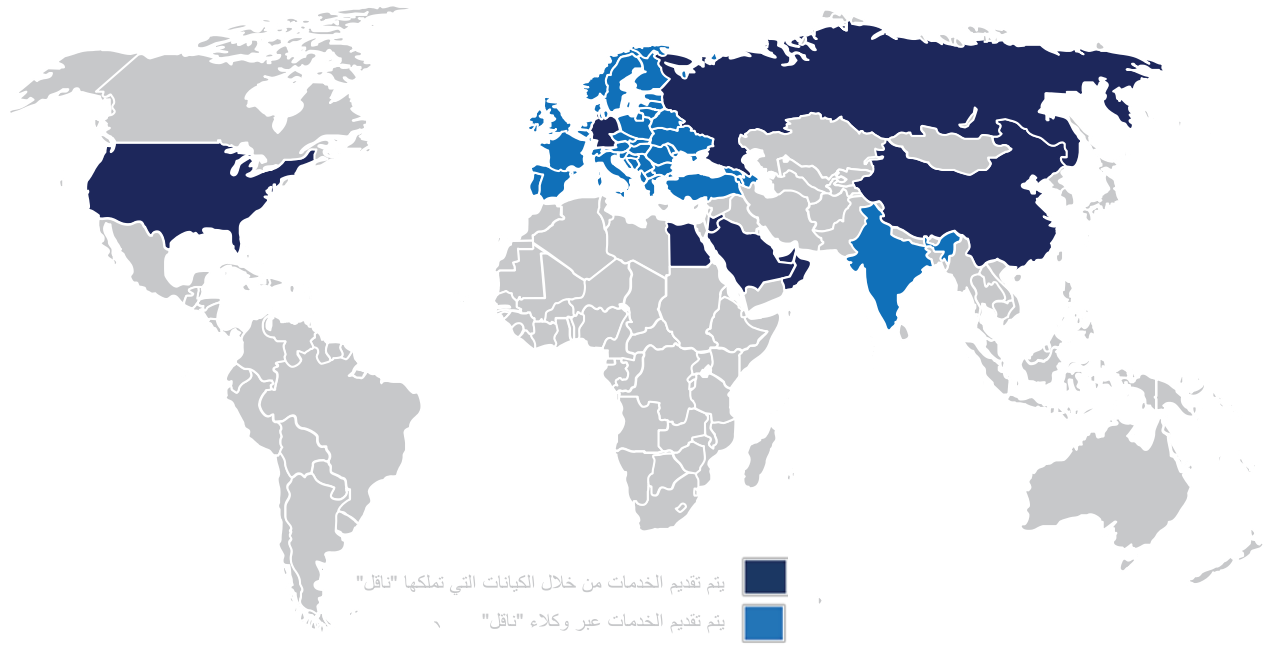 يتم تقديم الخدمات من خلال الكيانات التي تملكها "ناقل"
يتم تقديم الخدمات عبر وكلاء "ناقل"